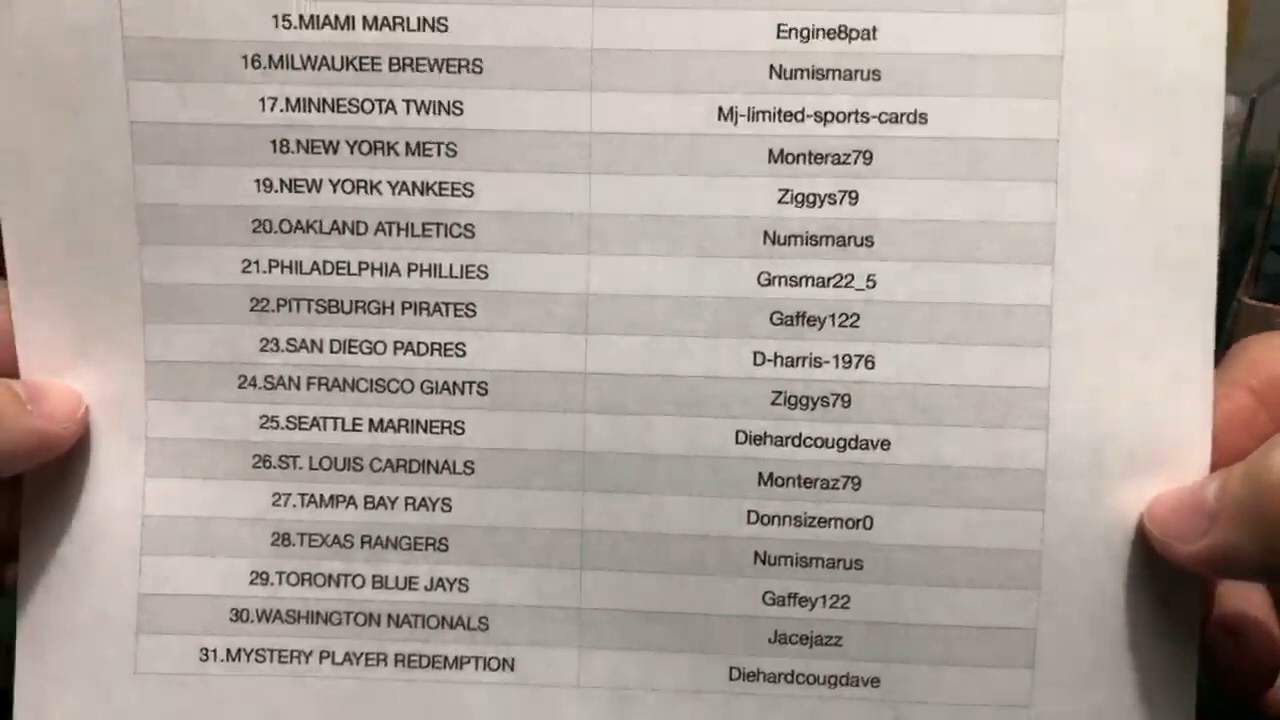 15.MIAMI MARLINS Engine8pat
16.MILWAUKEE BREWERS Numismarus
17.MINNESOTA TWINS Mj-limited-sports-cards
18.NEW YORK METS Monteraz79
19.NEW YORK YANKEES Ziggys79
20.OAKLAND ATHLETICS Numismarus
21.PHILADELPHIA PHILLIES Gmsmar22_5
22.PITTSBURGH PIRATES Gaffey122
23.SAN DIEGO PADRES D-harris-1976
24.SAN FRANCISCO GIANTS Ziggys79
25.SEATTLE MARINERS Diehardcougdave
26.ST. LOUIS CARDINALS Monteraz79
27.TAMPA BAY RAYS Donnsizemor0
28.TEXAS RANGERS Numismarus
29.TORONTO BLUE JAYS Gaffey122
30.WASHINGTON NATIONALS Jacejazz
31.MYSTERY PLAYER REDEMPTION Diehardcougdave